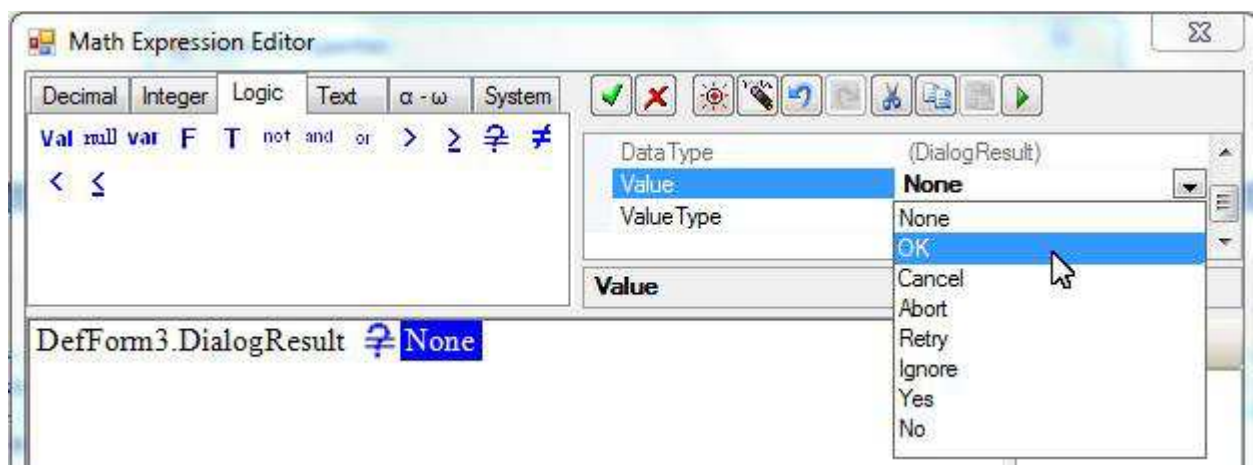 Math Expression Editor
Decimal Integer Logic Text α - ω System
Val null var F T not and or > ≥ ≠
< ≤
DataType (DialogResult)
Value None
ValueType
None
OK
Cancel
Abort
Retry
Ignore
Yes
No
Value
DefForm3.DialogResult None